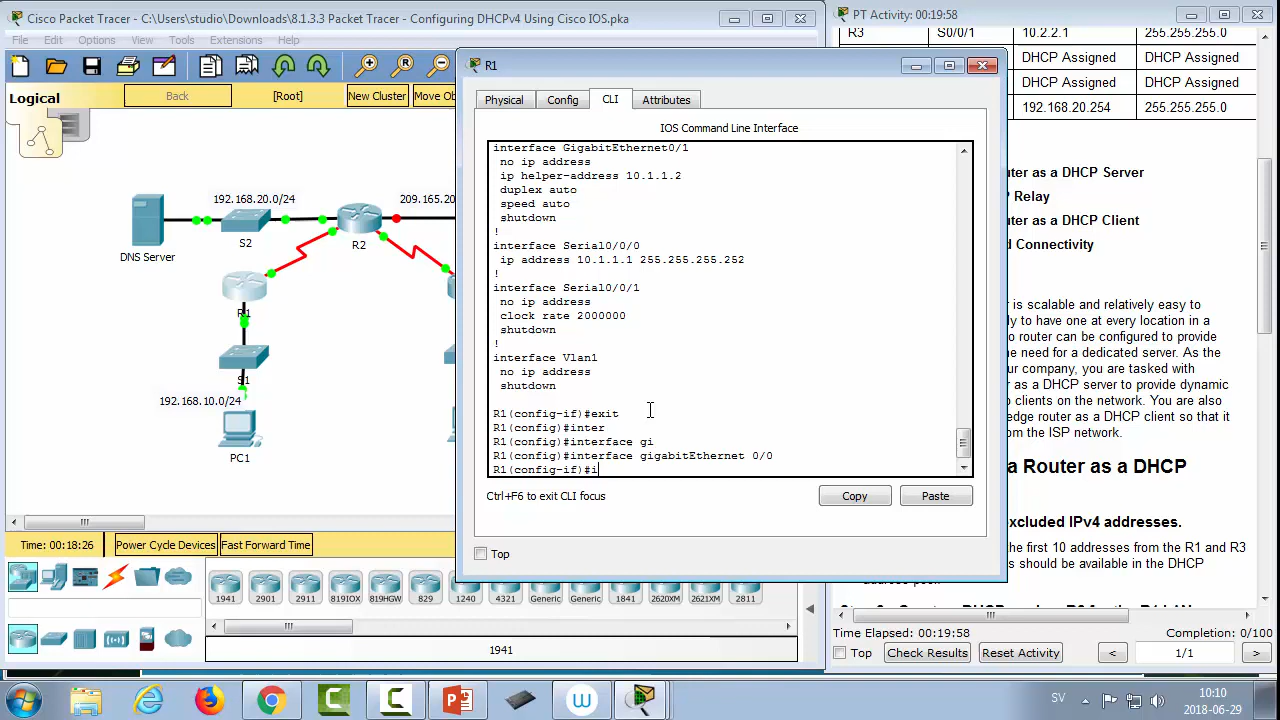 Cisco Packet Tracer - C:\Users\studio\Downloads\8.1.3.3 Packet Tracer - Configuring DHCPv4 Using Cisco IOS.pka
File Edit Options View Tools Extensions Help
Logical
Back
[Root]
New Cluster
Move Ob
192.168.20.0/24
209.165.20
DNS Server
S2
R2
R1
S1
192.168.10.0/24
PC1
Time: 00:18:26
Power Cycle Devices
Fast Forward Time
1941 2901 2911 819IOX 819HGW 829 1240 4321 Generic Generic 1841 2620XM 2621XM 2811
1941
R1
Physical Config CLI Attributes
IOS Command Line Interface
interface GigabitEthernet0/1
no ip address
ip helper-address 10.1.1.2
duplex auto
speed auto
shutdown
!
interface Serial0/0/0
ip address 10.1.1.1 255.255.255.252
!
interface Serial0/0/1
no ip address
clock rate 2000000
shutdown
!
interface Vlan1
no ip address
shutdown
R1(config-if)#exit
R1(config)#inter
R1(config)#interface gi
R1(config)#interface gigabitEthernet 0/0
R1(config-if)#i
Ctrl+F6 to exit CLI focus
Copy
Paste
Top
PT Activity: 00:19:58
R3 S0/0/1 10.2.2.1 255.255.255.0
DHCP Assigned DHCP Assigned
DHCP Assigned DHCP Assigned
192.168.20.254 255.255.255.0
uter as a DHCP Server
P Relay
uter as a DHCP Client
d Connectivity
r is scalable and relatively easy to
ly to have one at every location in a
o router can be configured to provide
he need for a dedicated server. As the
ur company, you are tasked with
r as a DHCP server to provide dynamic
o clients on the network. You are also
edge router as a DHCP client so that it
om the ISP network.
a Router as a DHCP
xcluded IPv4 addresses.
the first 10 addresses from the R1 and R3
s should be available in the DHCP
Time Elapsed: 00:19:58
Completion: 0/100
Top
Check Results
Reset Activity
<
1/1
>
SV
10:10
2018-06-29